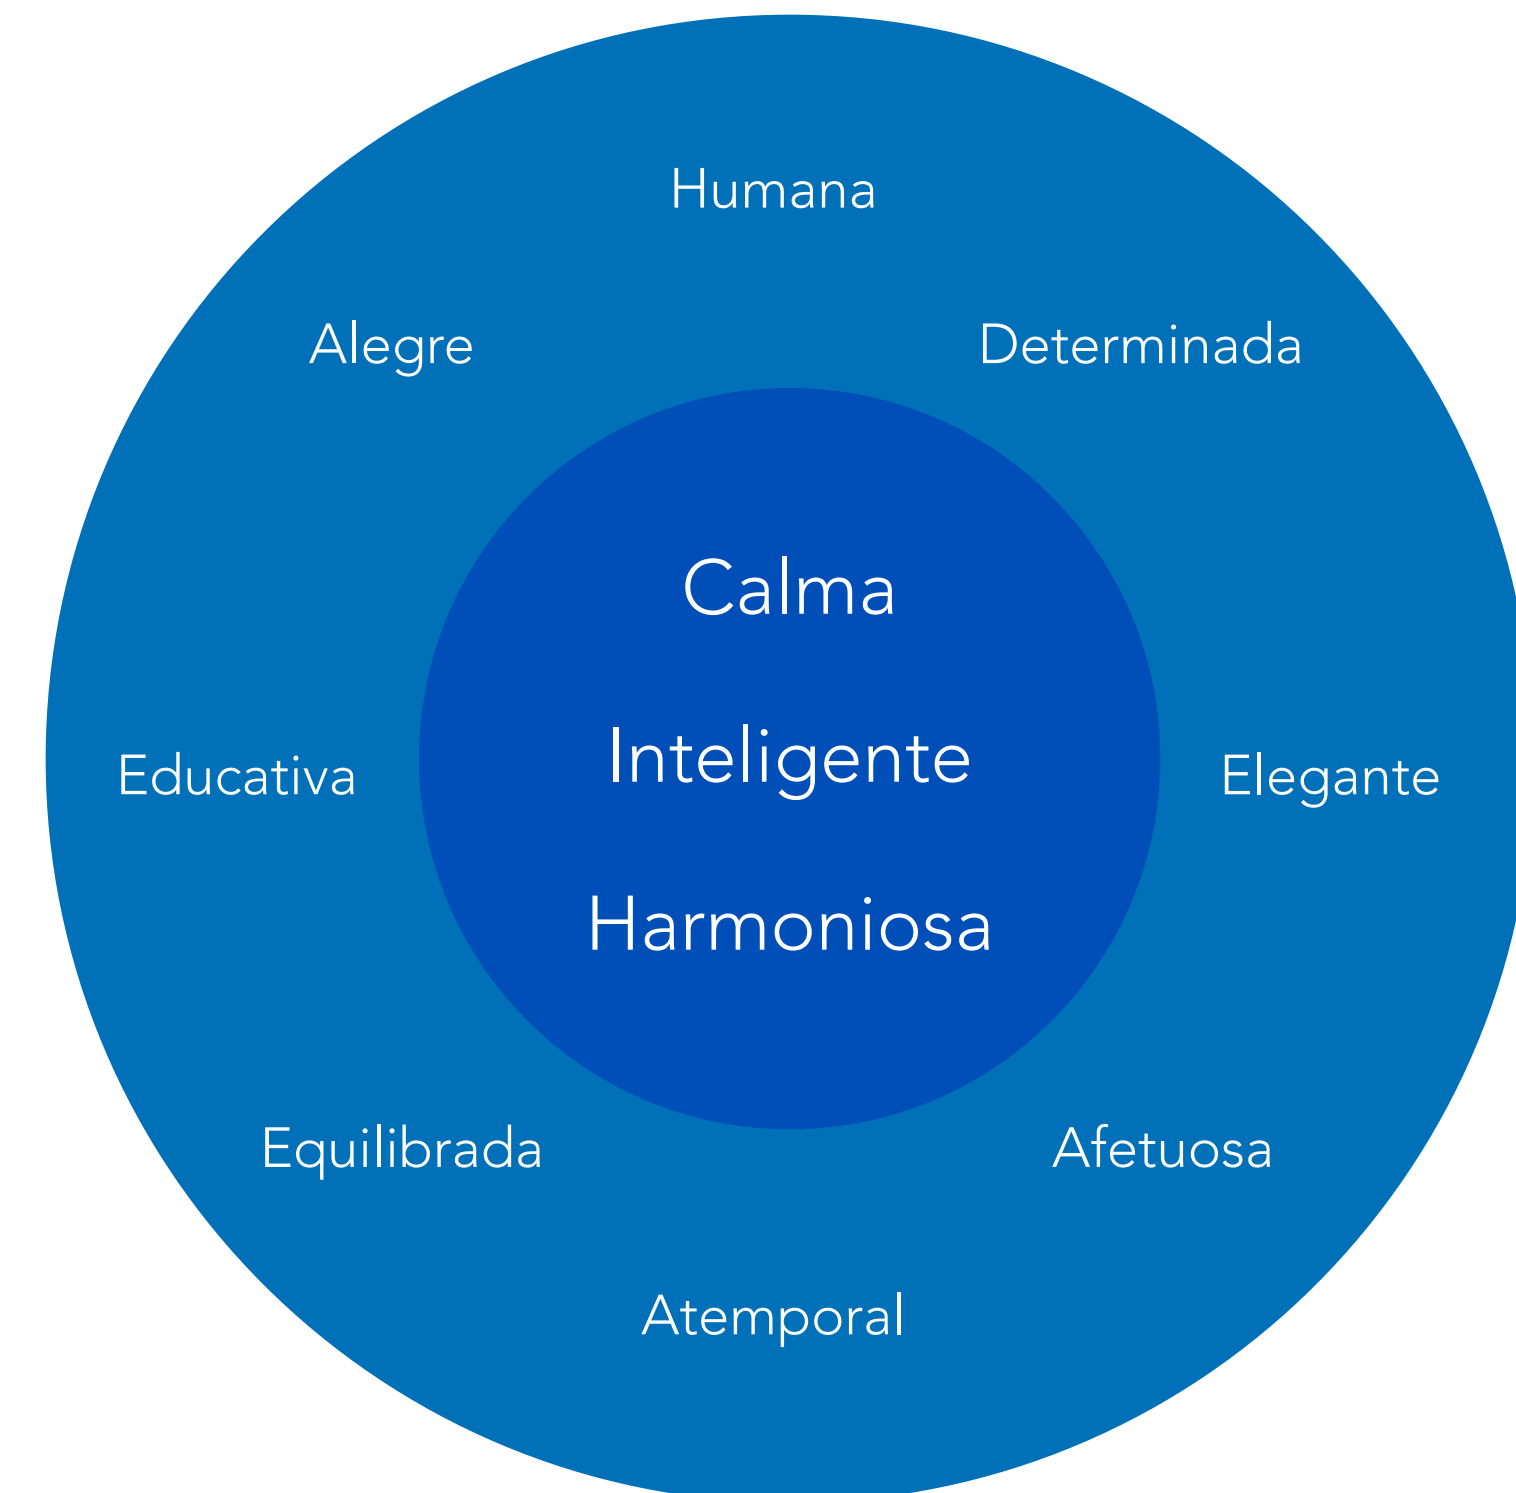 Humana
Alegre
Determinada
Calma
Inteligente
Harmoniosa
Educativa
Elegante
Equilibrada
Afetuosa
Atemporal